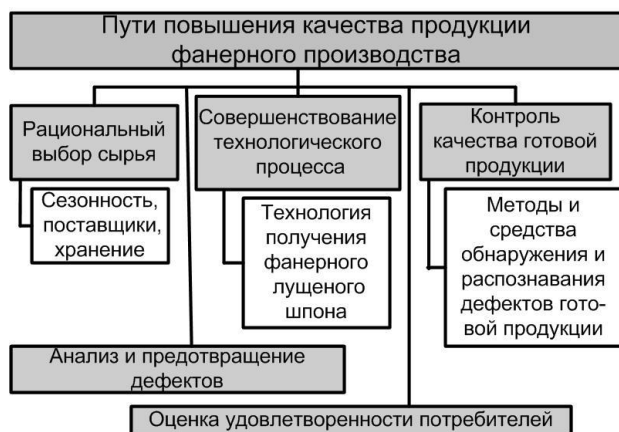 Пути повышения качества продукции
фанерного производства
Рациональный
выбор сырья
Сезонность,
поставщики,
хранение
Совершенствование
технологического
процесса
Технология
получения
фанерного
лущеного
шпона
Контроль
качества готовой
продукции
Методы и
средства
обнаружения и
распознавания
дефектов гото-
вой продукции
Анализ и предотвращение
дефектов
Оценка удовлетворенности потребителей